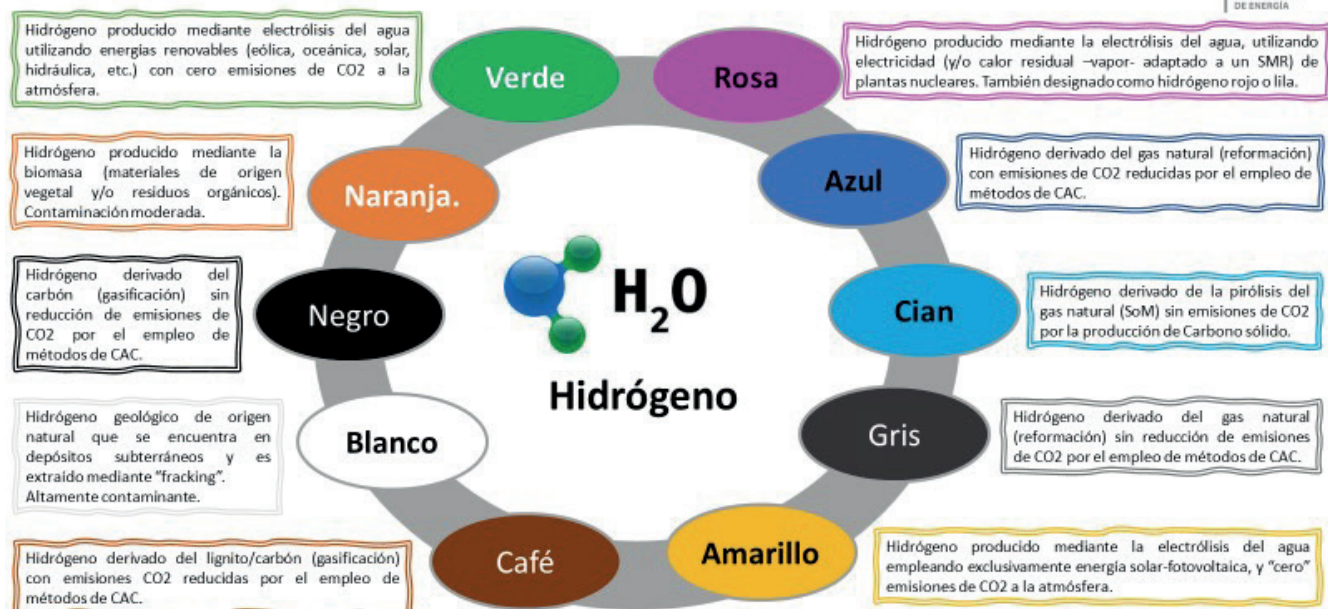 DE ENERGÍA
Hidrógeno producido mediante electrólisis del agua
utilizando energías renovables (eólica, oceánica, solar,
hidráulica, etc.) con cero emisiones de CO2 a la
atmósfera.
Verde
Rosa
Hidrógeno producido mediante la electrólisis del agua, utilizando
electricidad (y/o calor residual –vapor- adaptado a un SMR) de
plantas nucleares. También designado como hidrógeno rojo o lila.
Hidrógeno producido mediante la
biomasa (materiales de origen
vegetal y/o residuos orgánicos).
Contaminación moderada.
Naranja.
Azul
Hidrógeno derivado del gas natural (reformación)
con emisiones de CO2 reducidas por el empleo de
métodos de CAC.
Hidrógeno derivado del
carbón (gasificación) sin
reducción de emisiones de
CO2 por el empleo de
métodos de CAC.
Negro
H2O
Hidrógeno
Cian
Hidrógeno derivado de la pirólisis del
gas natural (SoM) sin emisiones de CO2
por la producción de Carbono sólido.
Hidrógeno geológico de origen
natural que se encuentra en
depósitos subterráneos y es
extraído mediante “fracking”.
Altamente contaminante.
Blanco
Gris
Hidrógeno derivado del gas natural
(reformación) sin reducción de emisiones
de CO2 por el empleo de métodos de CAC.
Hidrógeno derivado del lignito/carbón (gasificación)
con emisiones CO2 reducidas por el empleo de
métodos de CAC.
Café
Amarillo
Hidrógeno producido mediante la electrólisis del agua
empleando exclusivamente energía solar-fotovoltaica, y “cero”
emisiones de CO2 a la atmósfera.